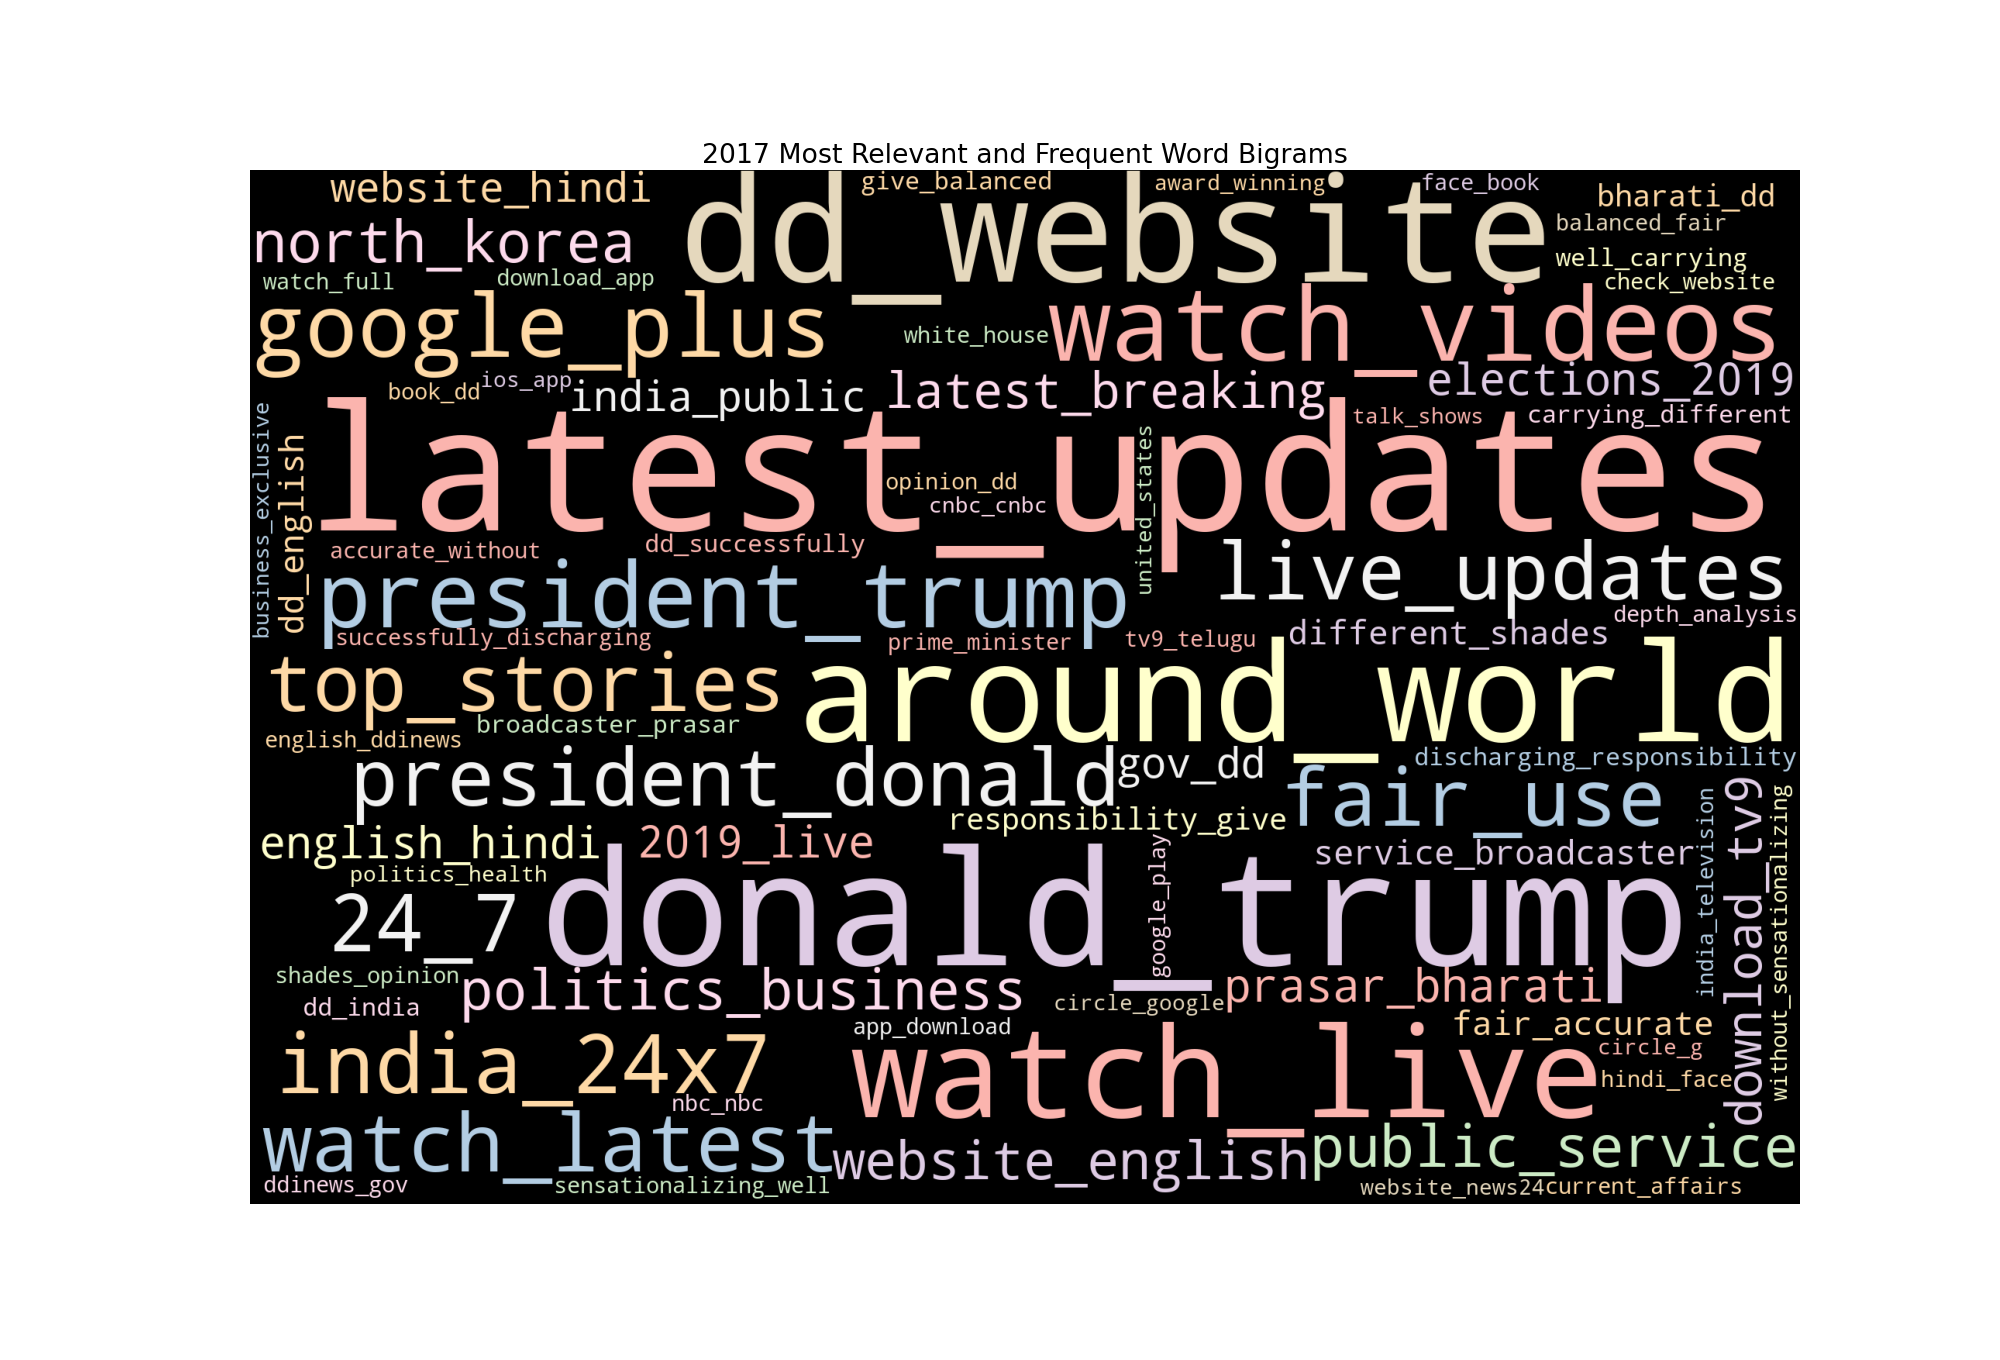 2017 Most Relevant and Frequent Word Bigrams
website_hindi
dd_website
give_balanced
award_winning
face_book
bharati_dd
balanced_fair
north_korea
well_carrying
watch_full
download_app
check_website
google_plus
white_house
watch_videos
book_dd
ios_app
india_public
latest_breaking
elections_2019
business_exclusive
dd_english
latest_updates
talk_shows
carrying_different
opinion_dd
cnbc_cnbc
united_states
accurate_without
dd_successfully
president_trump
live_updates
depth_analysis
successfully_discharging
prime_minister
tv9_telugu
different_shades
top_stories
around_world
broadcaster_prasar
english_ddinews
president_donald
gov_dd
discharging_responsibility
fair_use
english_hindi
2019_live
responsibility_give
service_broadcaster
politics_health
24_7
donald_trump
google_play
india_television
download_tv9
without_sensationalizing
shades_opinion
dd_india
politics_business
circle_google
prasar_bharati
app_download
fair_accurate
india_24x7
watch_live
circle_g
hindi_face
nbc_nbc
watch_latest
website_english
public_service
ddinews_gov
sensationalizing_well
website_news24
current_affairs